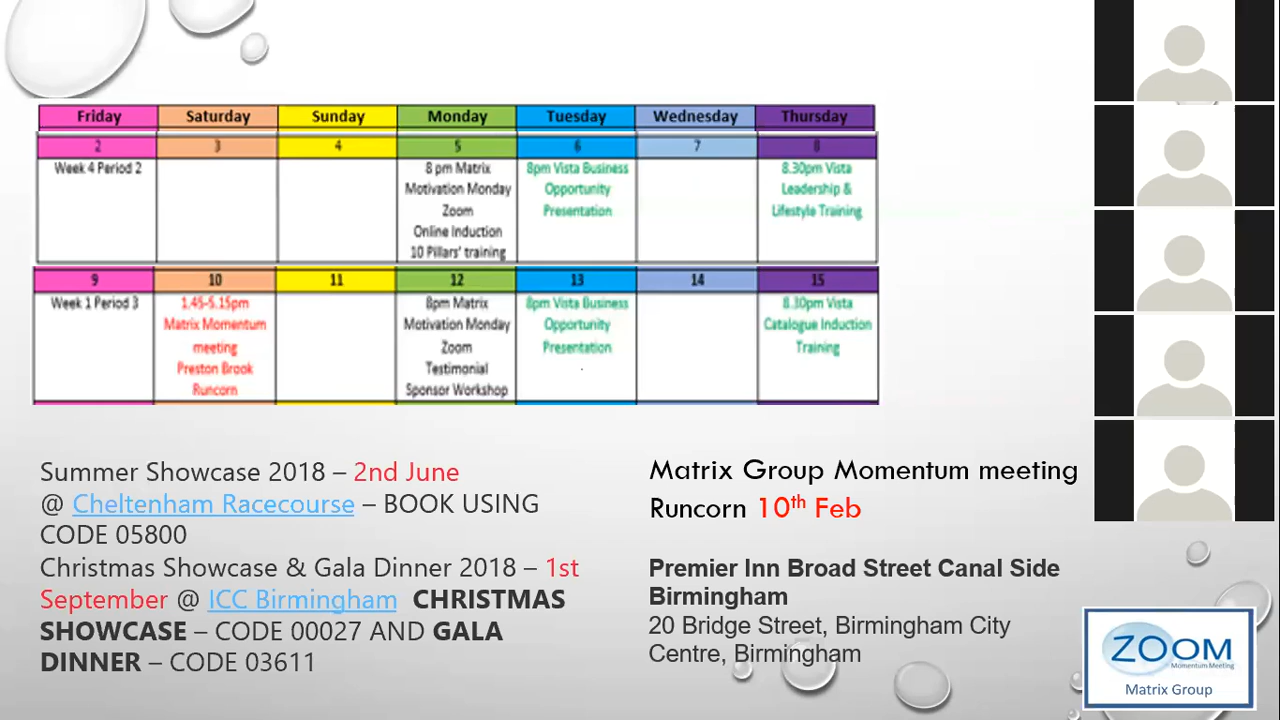 Friday Saturday Sunday Monday Tuesday Wednesday Thursday
2 3 4 5 6 7 8
Week 4 Period 2
8 pm Matrix
Motivation Monday
Zoom
Online Induction
10 Pillars' training
8pm Vista Business
Opportunity
Presentation
8.30pm Vista
Leadership &
Lifestyle Training
9 10 11 12 13 14 15
Week 1 Period 3
1.45-5.15pm
Matrix Momentum
meeting
Preston Brook
Runcorn
8pm Matrix
Motivation Monday
Zoom
Testimonial
Sponsor Workshop
8pm Vista Business
Opportunity
Presentation
8.30pm Vista
Catalogue Induction
Training
Summer Showcase 2018 – 2nd June
@ Cheltenham Racecourse – BOOK USING
CODE 05800
Christmas Showcase & Gala Dinner 2018 – 1st
September @ ICC Birmingham CHRISTMAS
SHOWCASE – CODE 00027 AND GALA
DINNER – CODE 03611
Matrix Group Momentum meeting
Runcorn 10th Feb
Premier Inn Broad Street Canal Side
Birmingham
20 Bridge Street, Birmingham City
Centre, Birmingham
ZOOM
Momentum Meeting
Matrix Group